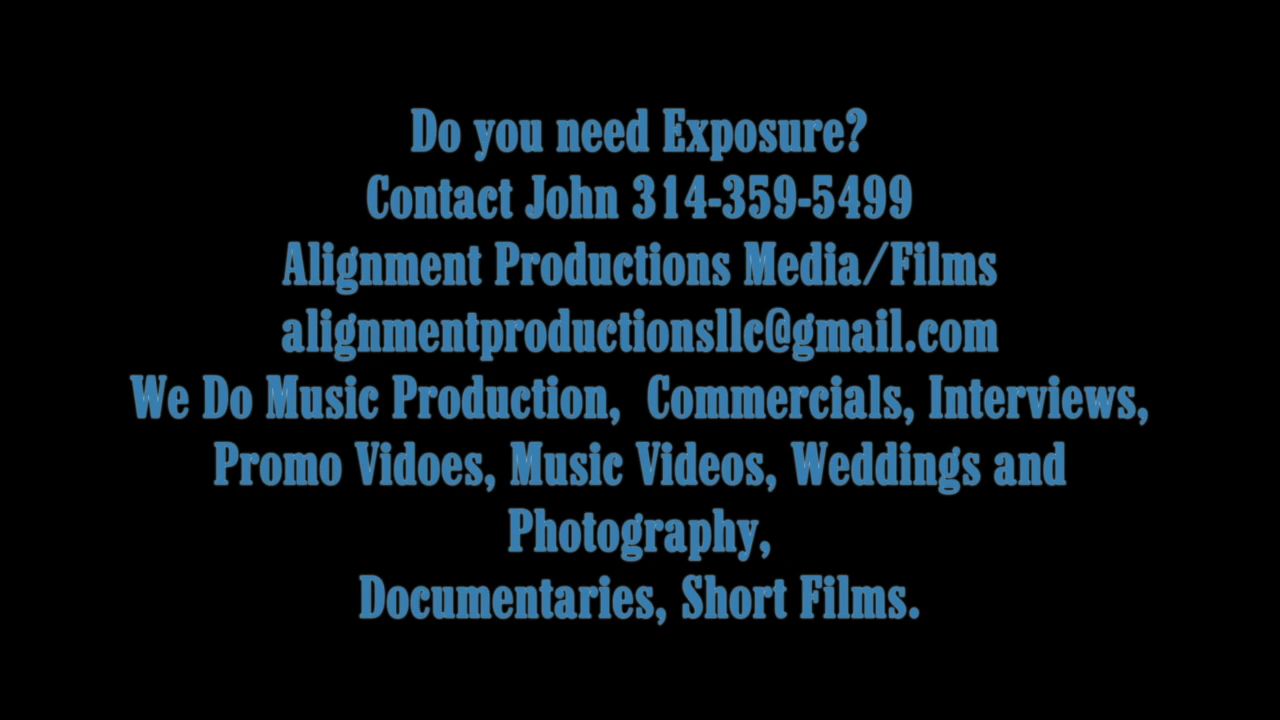 Do you need Exposure?
Contact John 314-359-5499
Alignment Productions Media/Films
alignmentproductionsllc@gmail.com
We Do Music Production,  Commercials, Interviews,
Promo Vidoes, Music Videos, Weddings and
Photography,
Documentaries, Short Films.